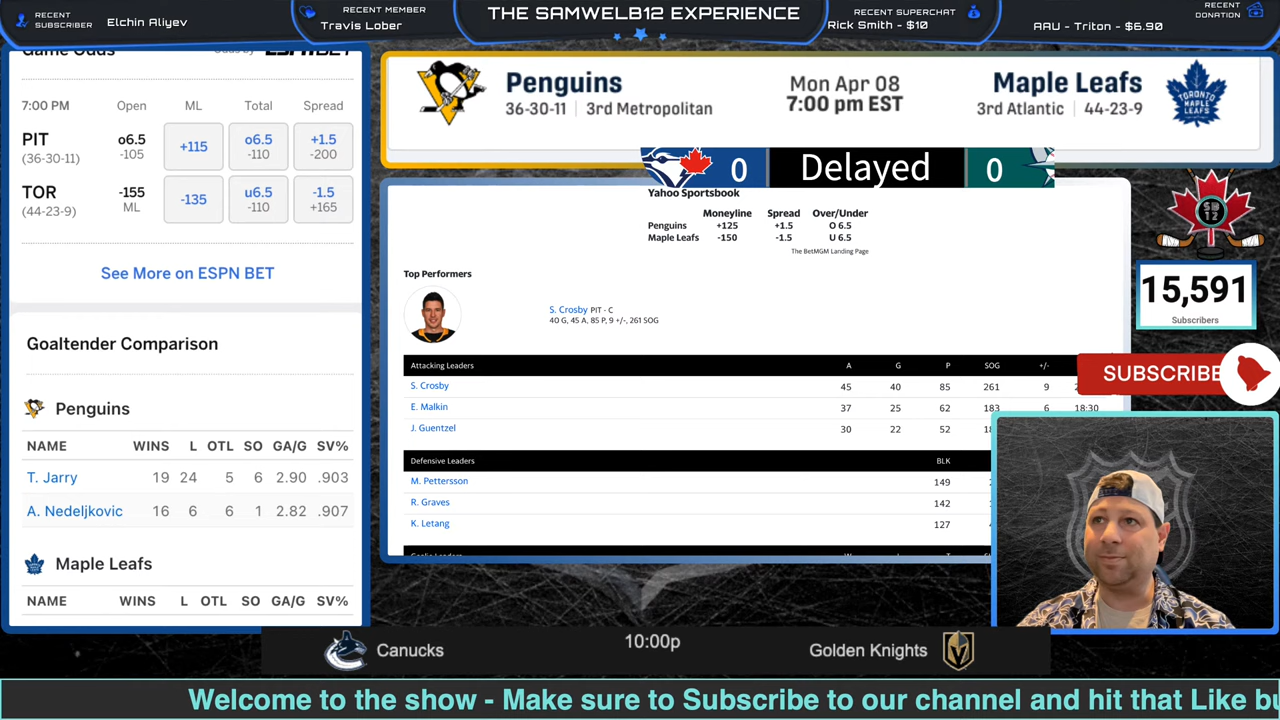 RECENT
SUBSCRIBER
Elchin Aliyev
RECENT MEMBER
Travis Lober
THE SAMWELB12 EXPERIENCE
RECENT SUPERCHAT
Rick Smith - $10
AAU - Triton - $6.90
RECENT
DONATION
Game Odds
7:00 PM Open ML Total Spread
PIT o6.5 +115 o6.5 +1.5
(36-30-11) -105 -110 -200
TOR -155 -135 u6.5 -1.5
(44-23-9) ML -110 +165
See More on ESPN BET
Goaltender Comparison
Penguins
NAME WINS L OTL SO GA/G SV%
T. Jarry 19 24 5 6 2.90 .903
A. Nedeljkovic 16 6 6 1 2.82 .907
Maple Leafs
NAME WINS L OTL SO GA/G SV%
Penguins
36-30-11 3rd Metropolitan
Mon Apr 08
7:00 pm EST
Maple Leafs
3rd Atlantic 44-23-9
TORONTO
MAPLE
LEAFS
0 Delayed 0
Yahoo Sportsbook
Moneyline Spread Over/Under
Penguins +125 +1.5 O 6.5
Maple Leafs -150 -1.5 U 6.5
The BetMGM Landing Page
Top Performers
S. Crosby PIT - C
40 G, 45 A, 85 P, 9 +/-, 261 SOG
Attacking Leaders A G P SOG +/-
S. Crosby 45 40 85 261 9
E. Malkin 37 25 62 183 6 18:30
J. Guentzel 30 22 52
Defensive Leaders BLK
M. Pettersson 149
R. Graves 142
K. Letang 127
SB
12
15,591
Subscribers
SUBSCRIBE
Canucks
10:00p
Golden Knights
Welcome to the show - Make sure to Subscribe to our channel and hit that Like